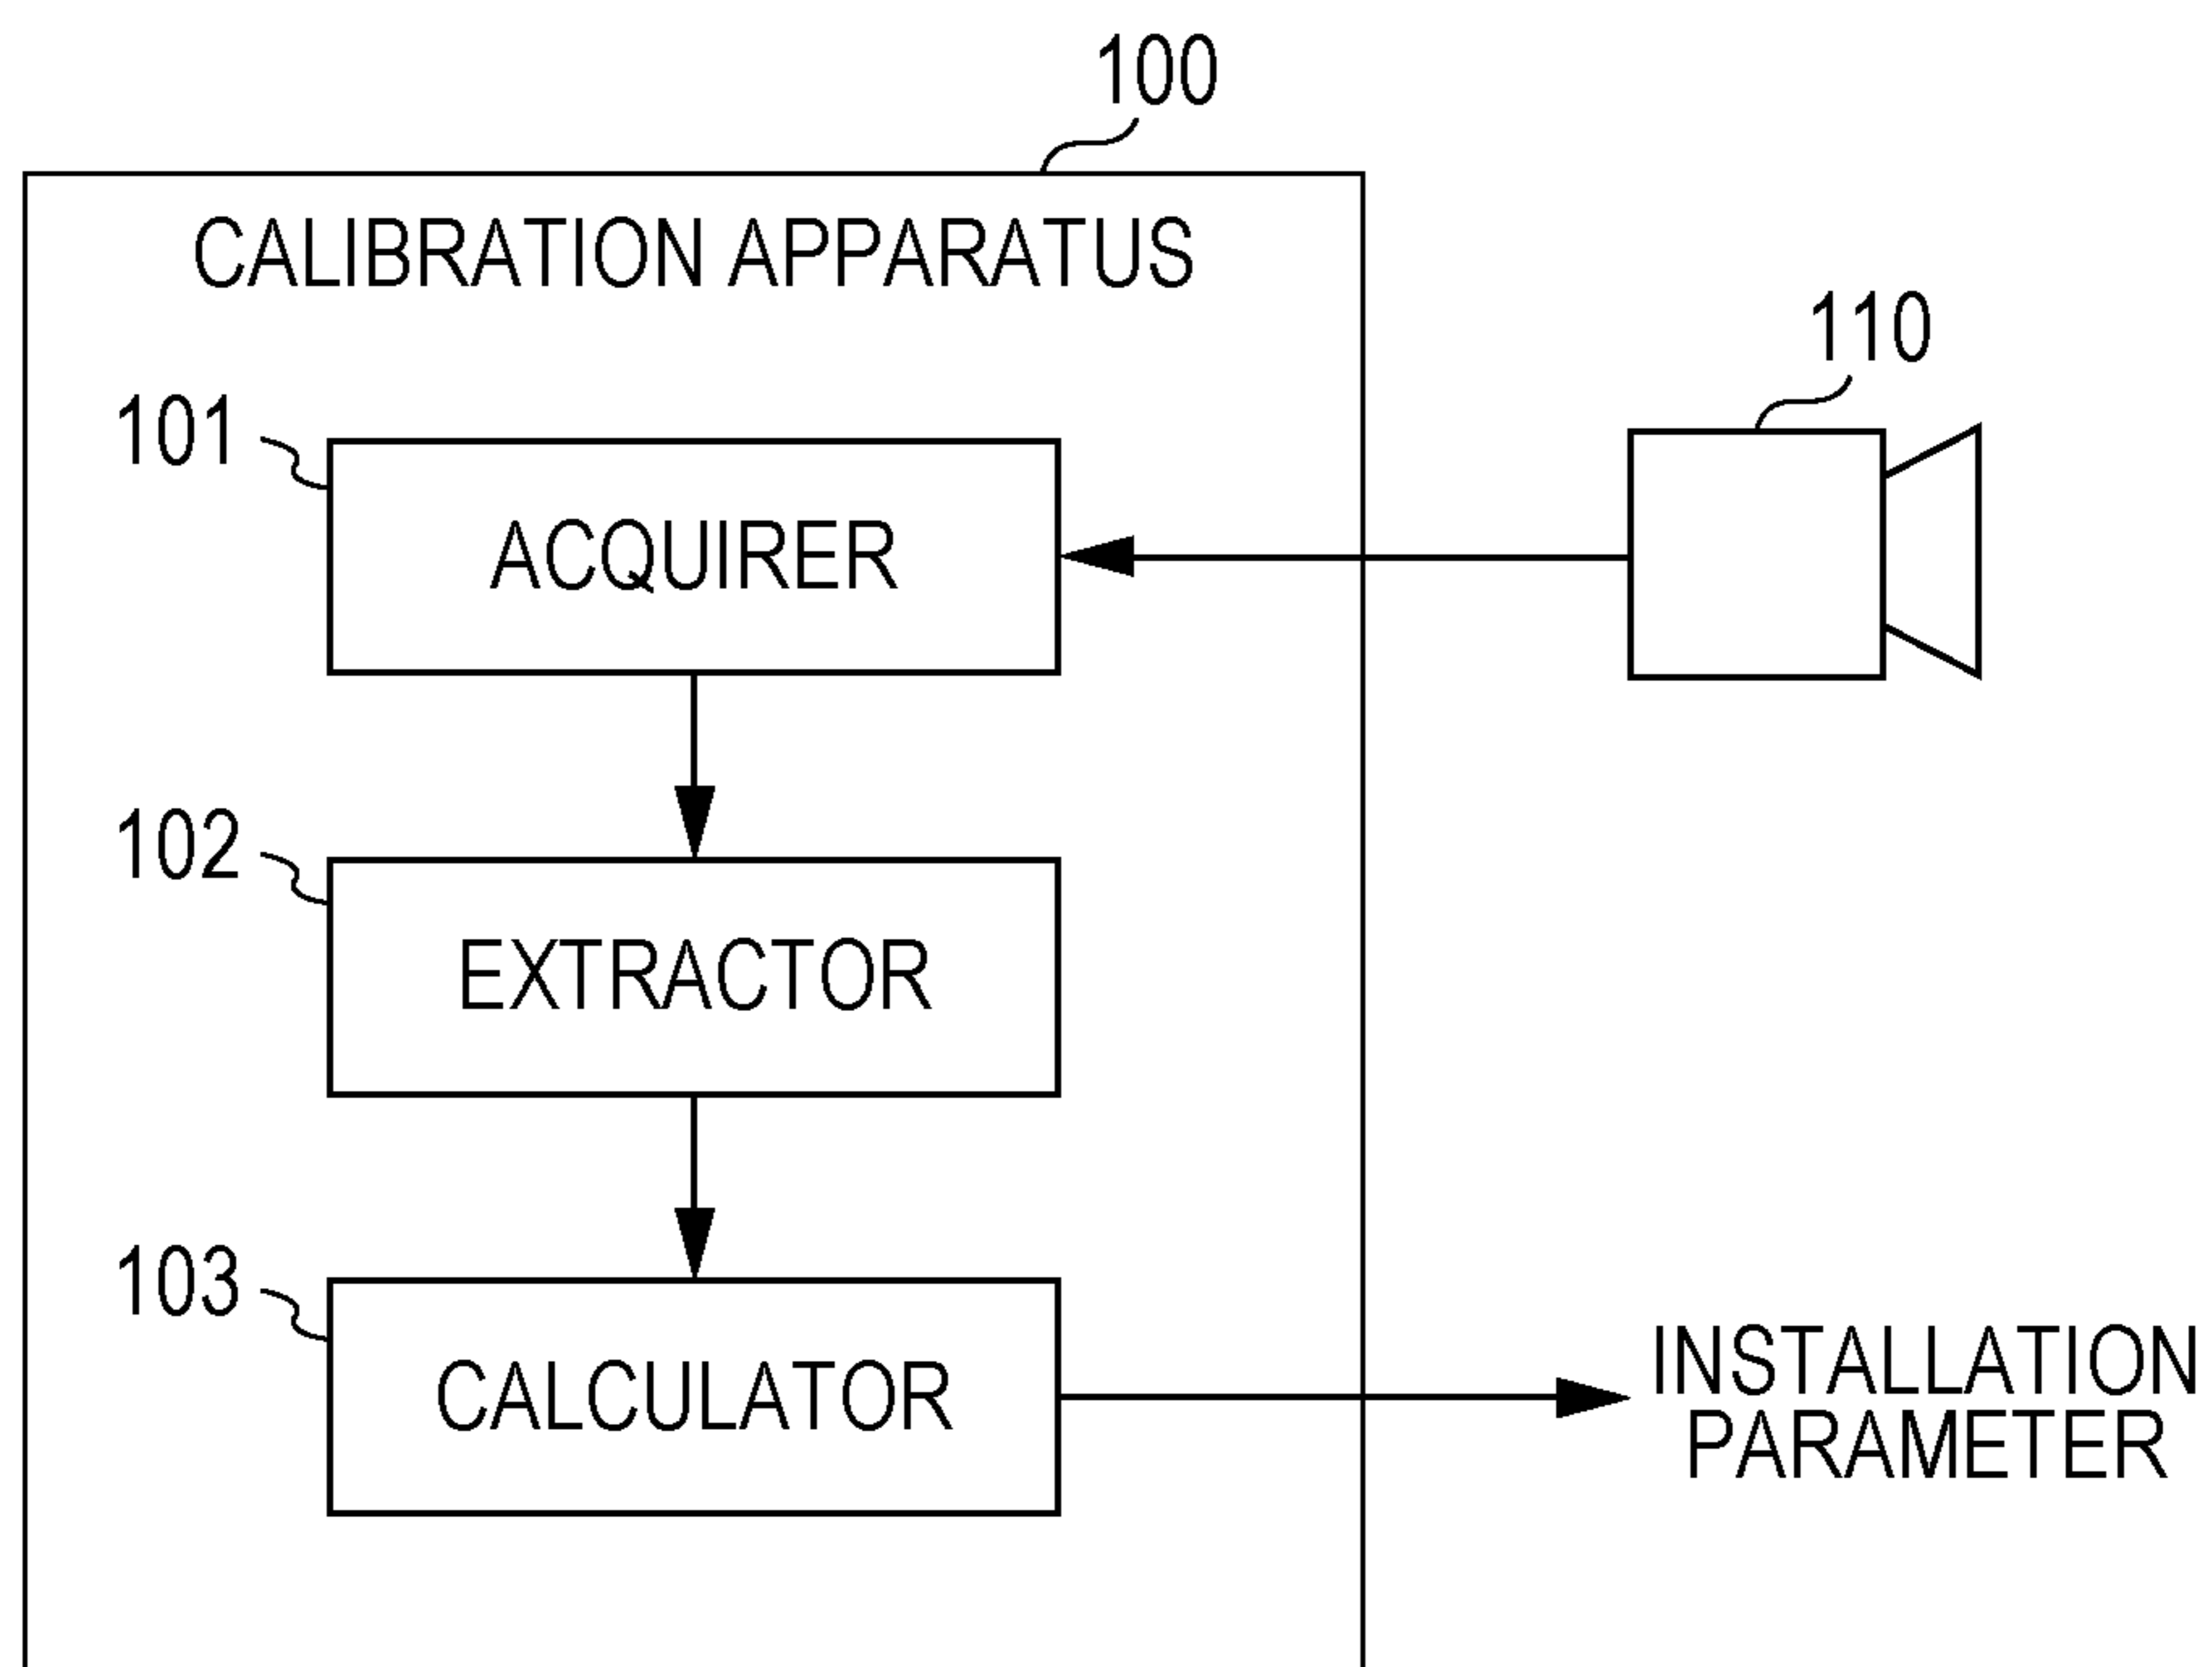 100
CALIBRATION APPARATUS
110
101
ACQUIRER
102
EXTRACTOR
103
CALCULATOR
INSTALLATION
PARAMETER